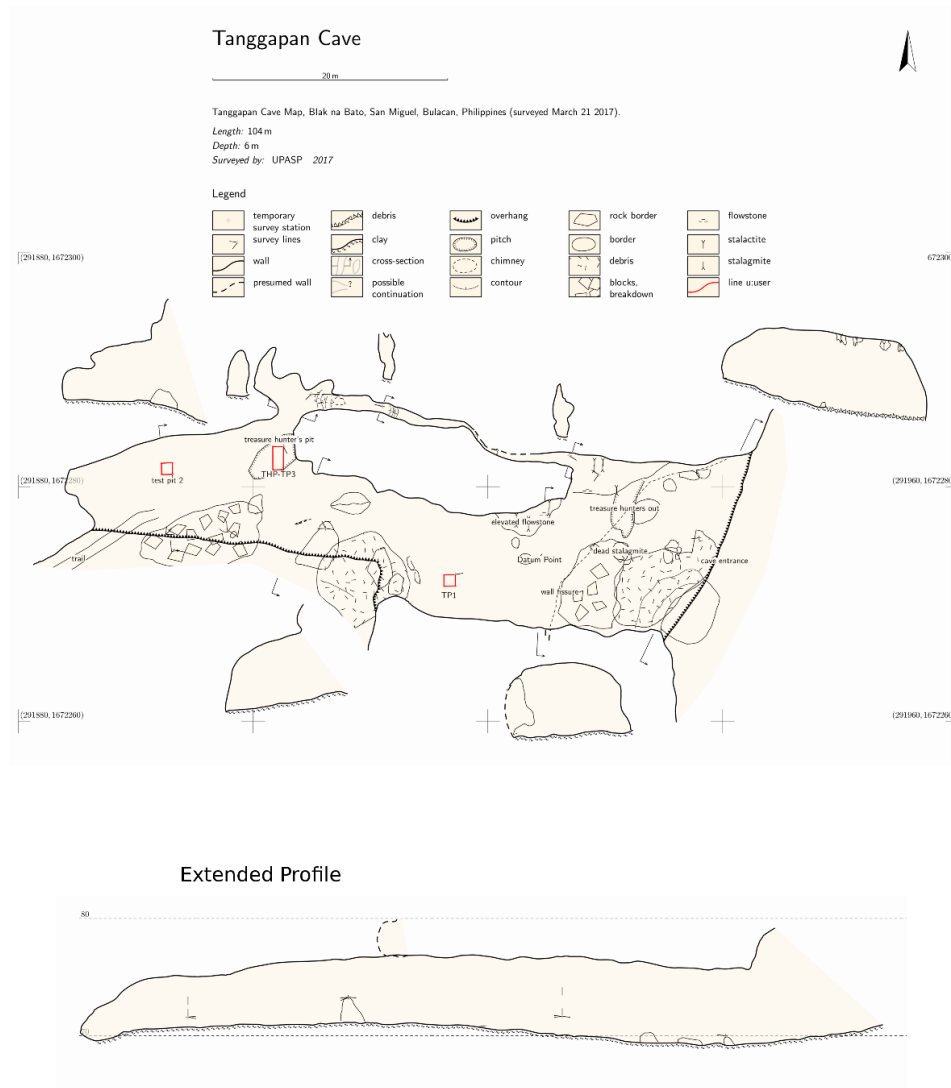 Tanggapan Cave
20 m
Tanggapan Cave Map, Blak na Bato, San Miguel, Bulacan, Philippines (surveyed March 21 2017).
Length: 104 m
Depth: 6 m
Surveyed by: UPASP 2017
Legend
temporary survey station
debris
overhang
rock border
flowstone
survey lines
clay
pitch
border
stalactite
wall
cross-section
chimney
debris
stalagmite
presumed wall
?
possible continuation
contour
blocks, breakdown
line u:user
(291880, 1672300)
672300
treasure hunter's pit
test pit 2
THP-TP3
(291880, 1672280)
(291960, 1672280
treasure hunters out
elevated flowstone
trail
Datum Point
dead stalagmite
cave entrance
TP1
wall fissure
(291880, 1672260)
(291960, 1672260
Extended Profile
80
70